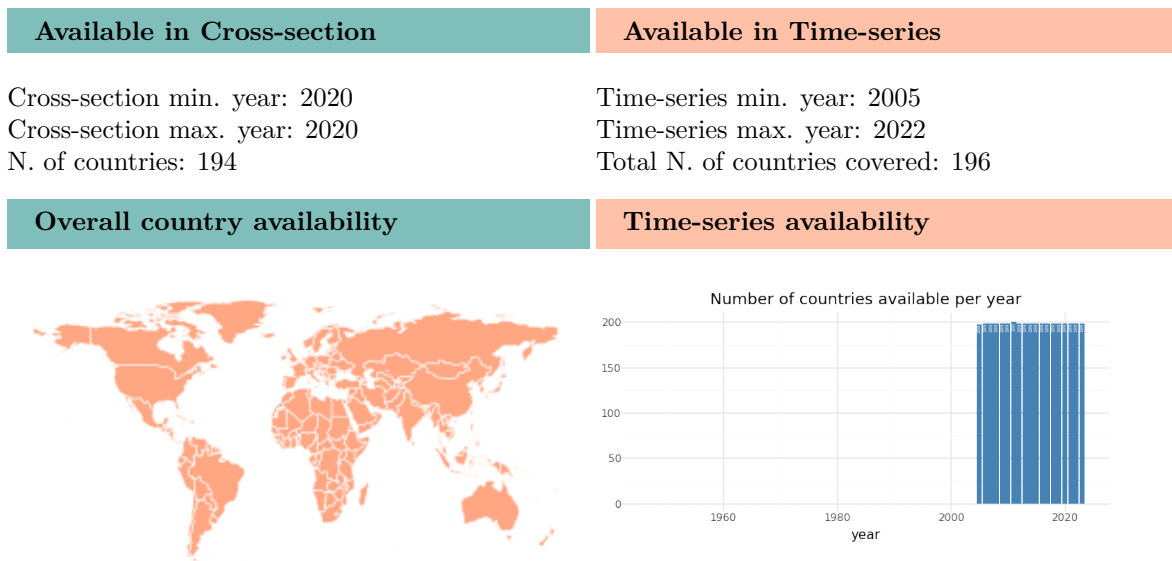 Available in Cross-section
Available in Time-series
Cross-section min. year: 2020
Cross-section max. year: 2020
N. of countries: 194
Time-series min. year: 2005
Time-series max. year: 2022
Total N. of countries covered: 196
Overall country availability
Time-series availability
Number of countries available per year
200
150
100
50
0
1960
1980
2000
2020
year